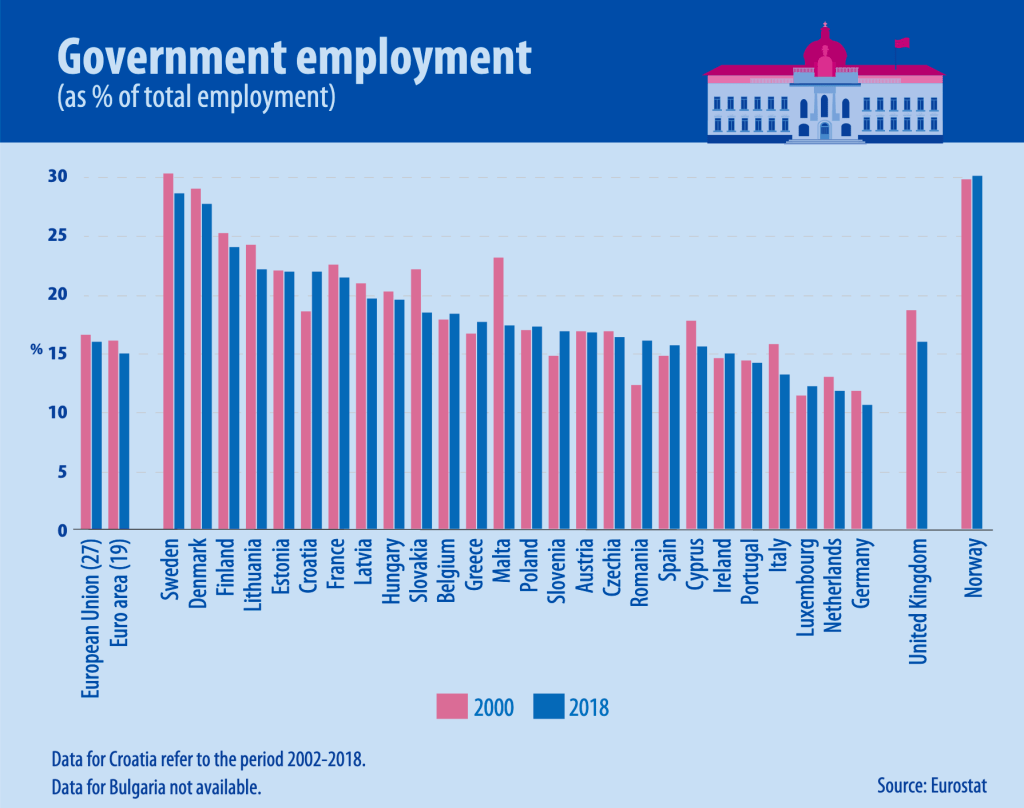 Government employment
(as % of total employment)
30
25
20
% 15
10
5
0
European Union (27)
Euro area (19)
Sweden
Denmark
Finland
Lithuania
Estonia
Croatia
France
Latvia
Hungary
Slovakia
Belgium
Greece
Malta
Poland
Slovenia
Austria
Czechia
Romania
Spain
Cyprus
Ireland
Portugal
Italy
Luxembourg
Netherlands
Germany
United Kingdom
Norway
2000 2018
Data for Croatia refer to the period 2002-2018.
Data for Bulgaria not available.
Source: Eurostat